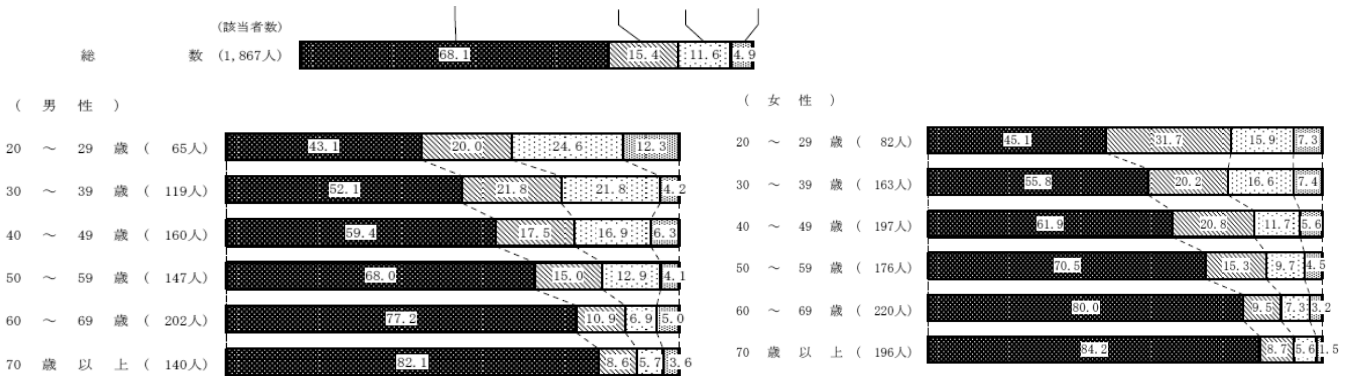 (該当者数)
総 数 (1,867人) 68.1 15.4 11.6 4.9
( 男 性 )
20 ～ 29 歳 ( 65人) 43.1 20.0 24.6 12.3
30 ～ 39 歳 ( 119人) 52.1 21.8 21.8 4.2
40 ～ 49 歳 ( 160人) 59.4 17.5 16.9 6.3
50 ～ 59 歳 ( 147人) 68.0 15.0 12.9 4.1
60 ～ 69 歳 ( 202人) 77.2 10.9 6.9 5.0
70 歳 以 上 ( 140人) 82.1 8.6 5.7 3.6
( 女 性 )
20 ～ 29 歳 ( 82人) 45.1 31.7 15.9 7.3
30 ～ 39 歳 ( 163人) 55.8 20.2 16.6 7.4
40 ～ 49 歳 ( 197人) 61.9 20.8 11.7 5.6
50 ～ 59 歳 ( 176人) 70.5 15.3 9.7 4.5
60 ～ 69 歳 ( 220人) 80.0 9.5 7.3 3.2
70 歳 以 上 ( 196人) 84.2 8.7 5.6 1.5